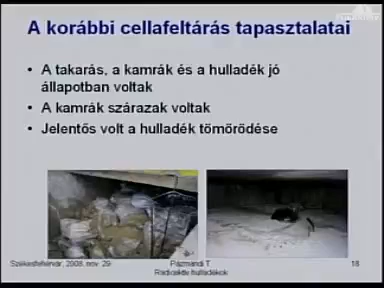 A korábbi cellafeltárás tapasztalatai
• A takarás, a kamrák és a hulladék jó
állapotban voltak
• A kamrák szárazak voltak
• Jelentős volt a hulladék tömörödése
Székesfehérvár, 2008. nov. 29.
Pázmándi T.
Radioaktív hulladékok
18